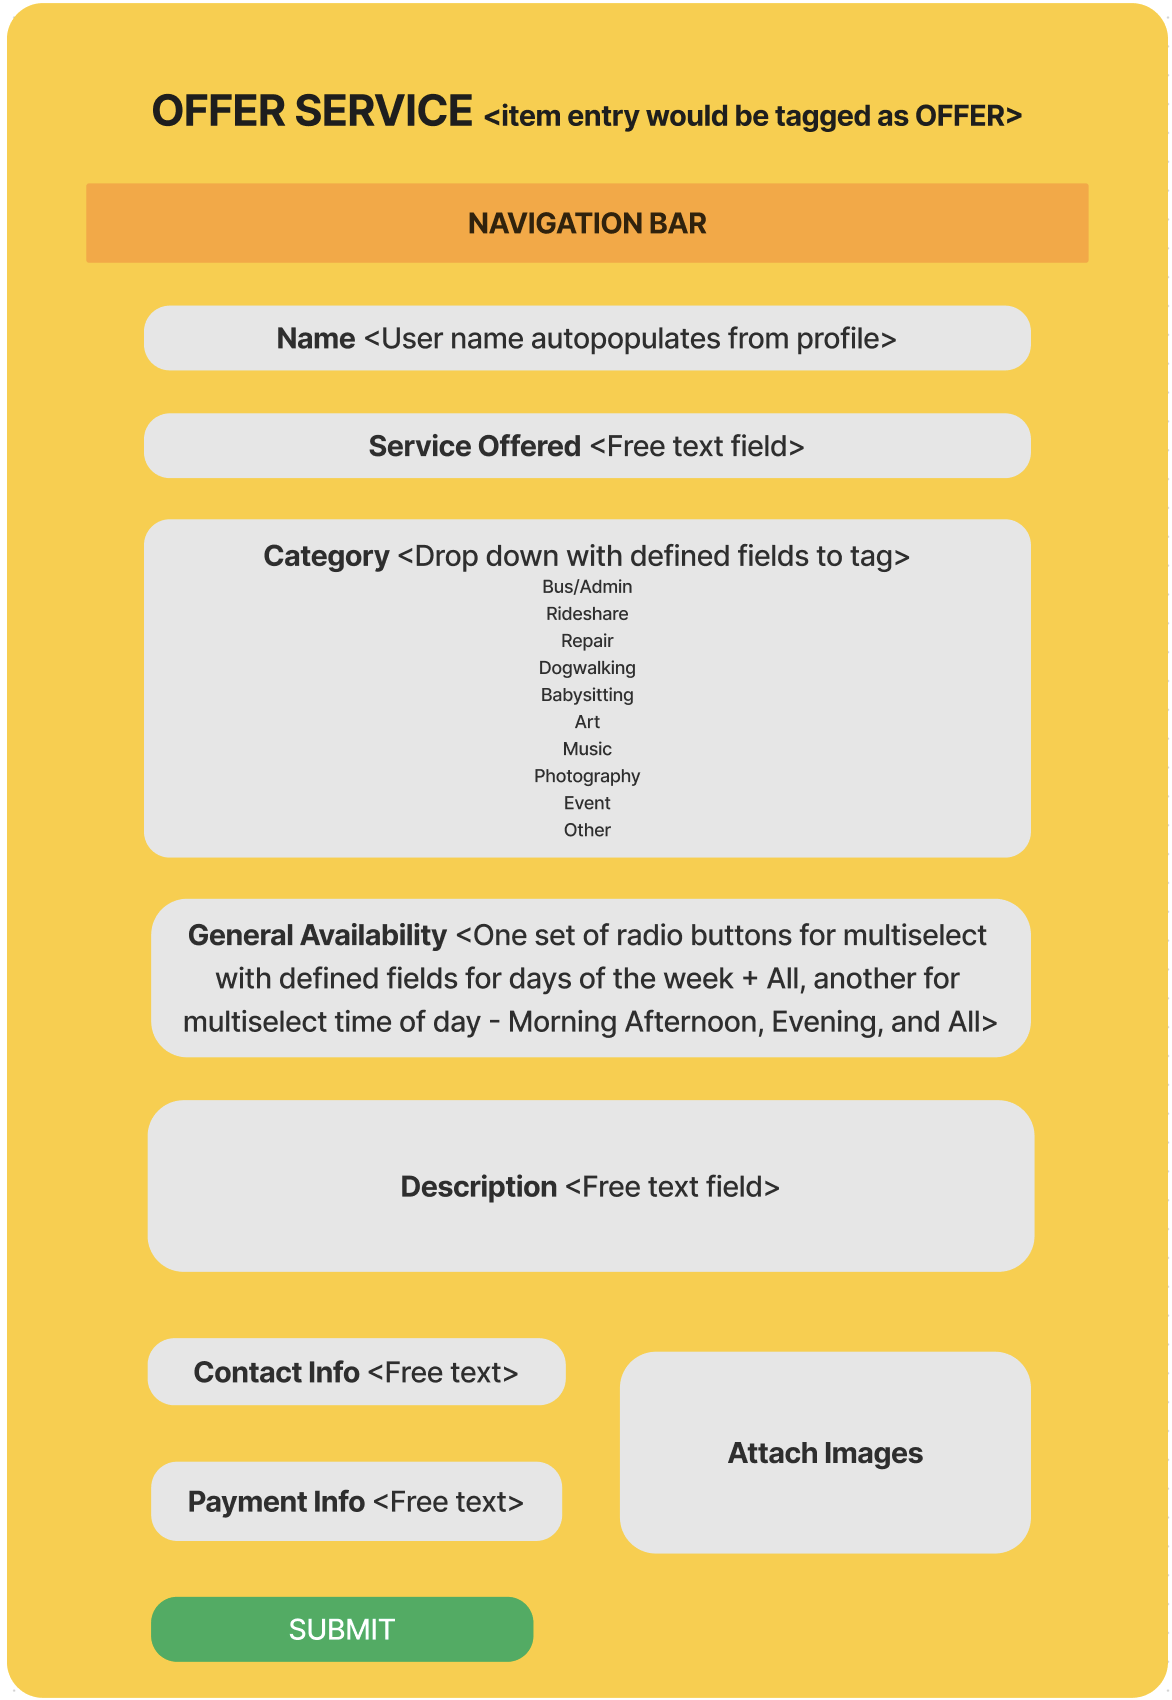 OFFER SERVICE <item entry would be tagged as OFFER>
NAVIGATION BAR
Name <User name autopopulates from profile>
Service Offered <Free text field>
Category <Drop down with defined fields to tag>
Bus/Admin
Rideshare
Repair
Dogwalking
Babysitting
Art
Music
Photography
Event
Other
General Availability <One set of radio buttons for multiselect
with defined fields for days of the week + All, another for
multiselect time of day - Morning Afternoon, Evening, and All>
Description <Free text field>
Contact Info <Free text>
Attach Images
Payment Info <Free text>
SUBMIT